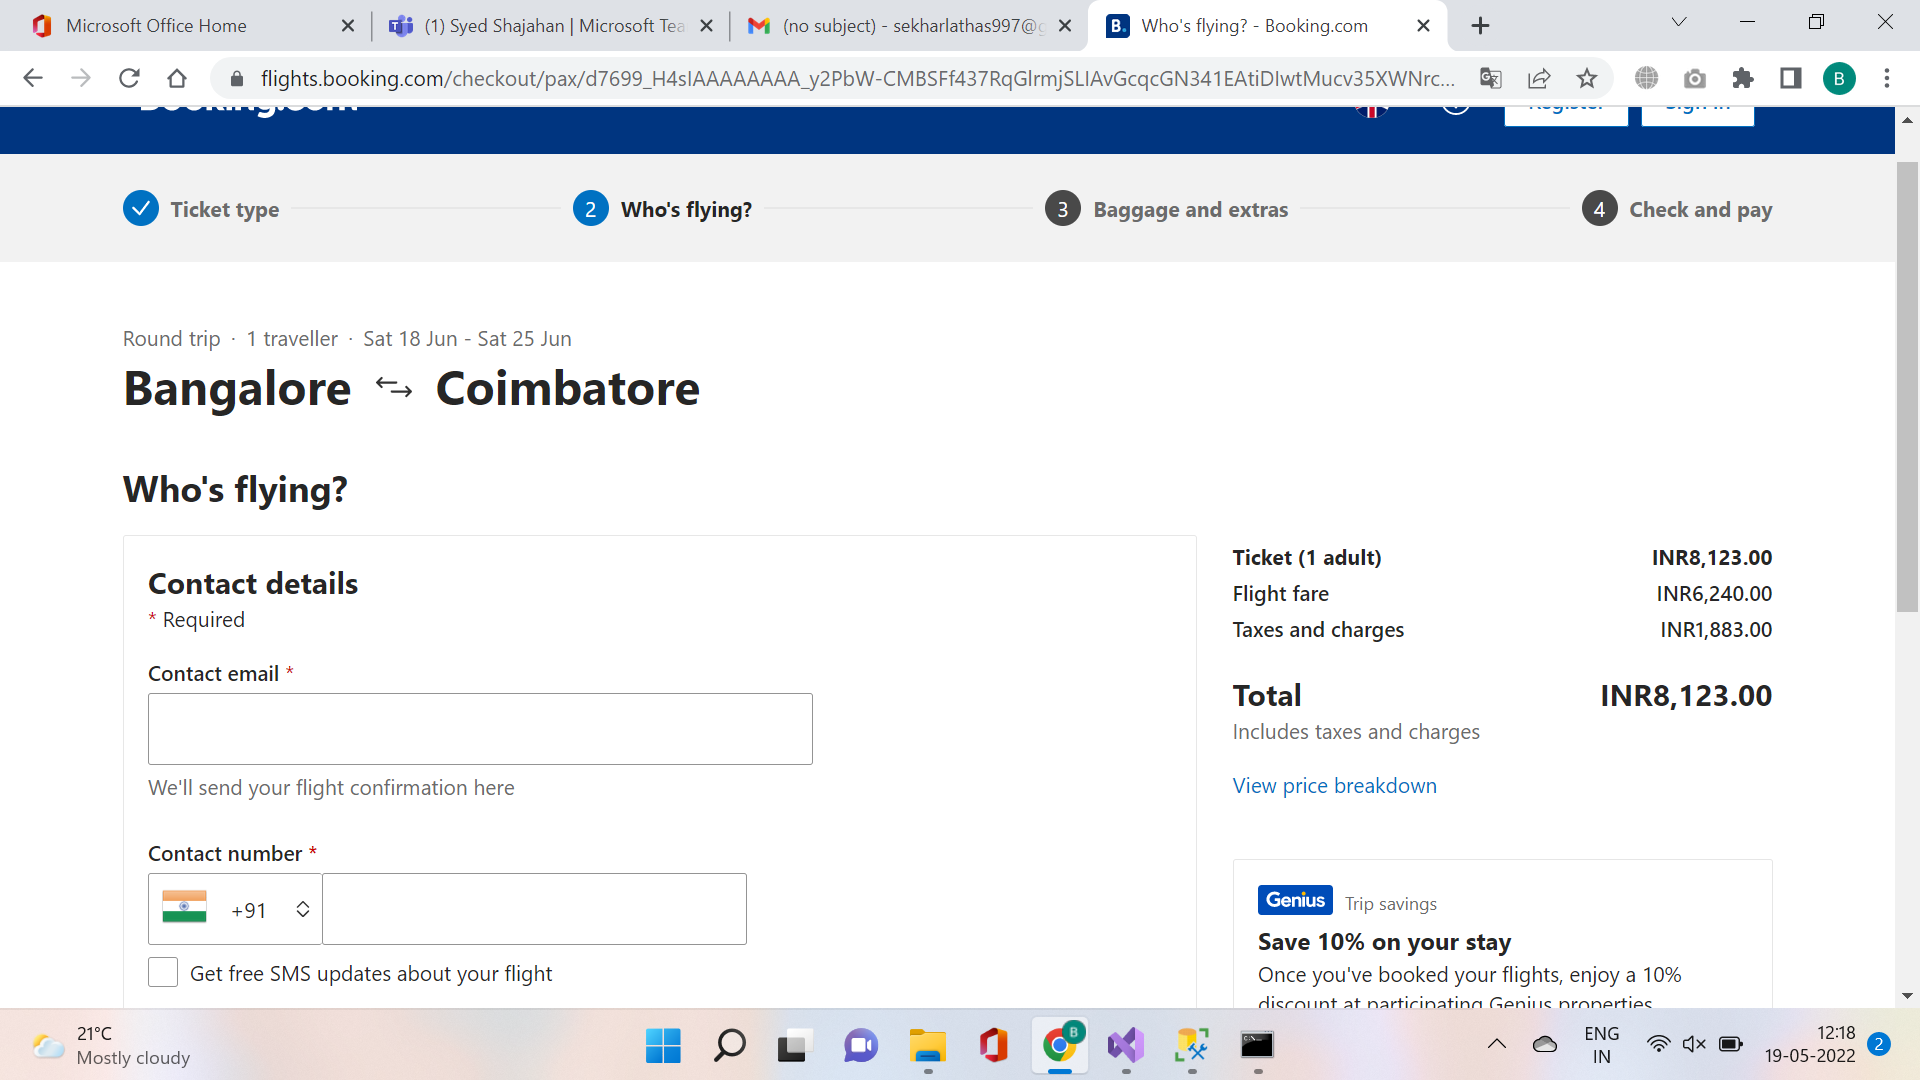 Microsoft Office Home
(1) Syed Shajahan | Microsoft Tea
(no subject) - sekharlathas997@g
B.
Who's flying? - Booking.com
flights.booking.com/checkout/pax/d7699_H4sIAAAAAAAA_y2PbW-CMBSFf437RqGlrmjSLIAvGcqcGN341EAtiDIwtMucv35XWNrc...
B
Booking.com
Register
Sign in
Ticket type
2 Who's flying?
3 Baggage and extras
4 Check and pay
Round trip · 1 traveller · Sat 18 Jun - Sat 25 Jun
Bangalore Coimbatore
Who's flying?
Contact details
* Required
Contact email *
We'll send your flight confirmation here
Contact number *
+91
Get free SMS updates about your flight
Ticket (1 adult) INR8,123.00
Flight fare INR6,240.00
Taxes and charges INR1,883.00
Total INR8,123.00
Includes taxes and charges
View price breakdown
Genius Trip savings
Save 10% on your stay
Once you've booked your flights, enjoy a 10%
discount at participating Genius properties
21°C
Mostly cloudy
B
ENG
IN
12:18
19-05-2022
2